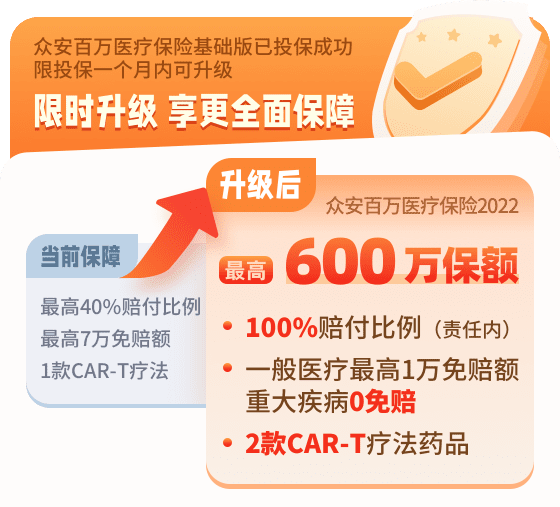 众安百万医疗保险基础版已投保成功
限投保一个月内可升级
限时升级 享更全面保障
升级后
众安百万医疗保险2022
最高 600万保额
100%赔付比例（责任内）
一般医疗最高1万免赔额
重大疾病0免赔
2款CAR-T疗法药品
当前保障
最高40%赔付比例
最高7万免赔额
1款CAR-T疗法